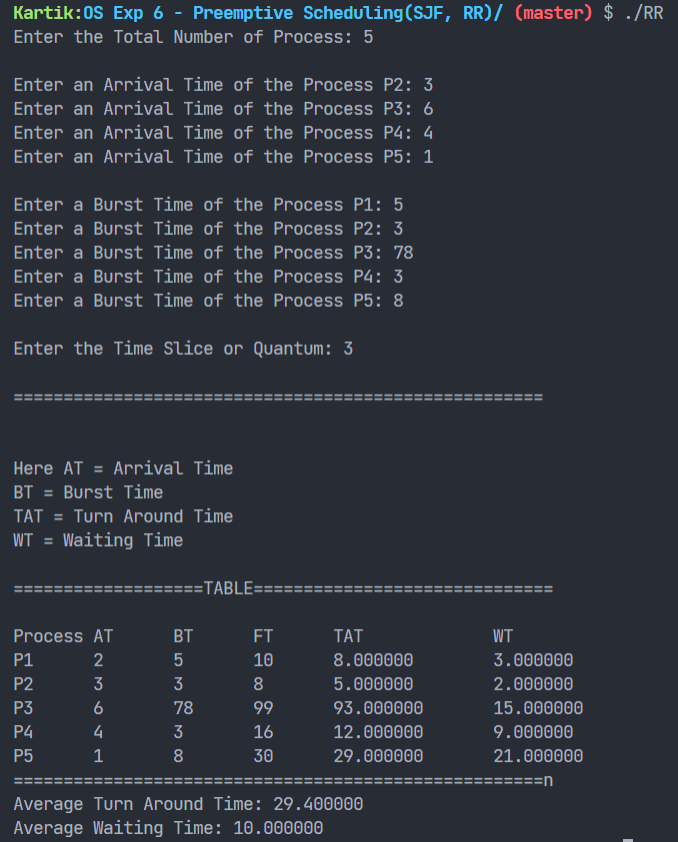 Kartik:OS Exp 6 - Preemptive Scheduling(SJF, RR)/ (master) $ ./RR
Enter the Total Number of Process: 5
Enter an Arrival Time of the Process P2: 3
Enter an Arrival Time of the Process P3: 6
Enter an Arrival Time of the Process P4: 4
Enter an Arrival Time of the Process P5: 1
Enter a Burst Time of the Process P1: 5
Enter a Burst Time of the Process P2: 3
Enter a Burst Time of the Process P3: 78
Enter a Burst Time of the Process P4: 3
Enter a Burst Time of the Process P5: 8
Enter the Time Slice or Quantum: 3
=====================================================
Here AT = Arrival Time
BT = Burst Time
TAT = Turn Around Time
WT = Waiting Time
===================TABLE==============================
Process AT BT FT TAT WT
P1 2 5 10 8.000000 3.000000
P2 3 3 8 5.000000 2.000000
P3 6 78 99 93.000000 15.000000
P4 4 3 16 12.000000 9.000000
P5 1 8 30 29.000000 21.000000
=====================================================n
Average Turn Around Time: 29.400000
Average Waiting Time: 10.000000